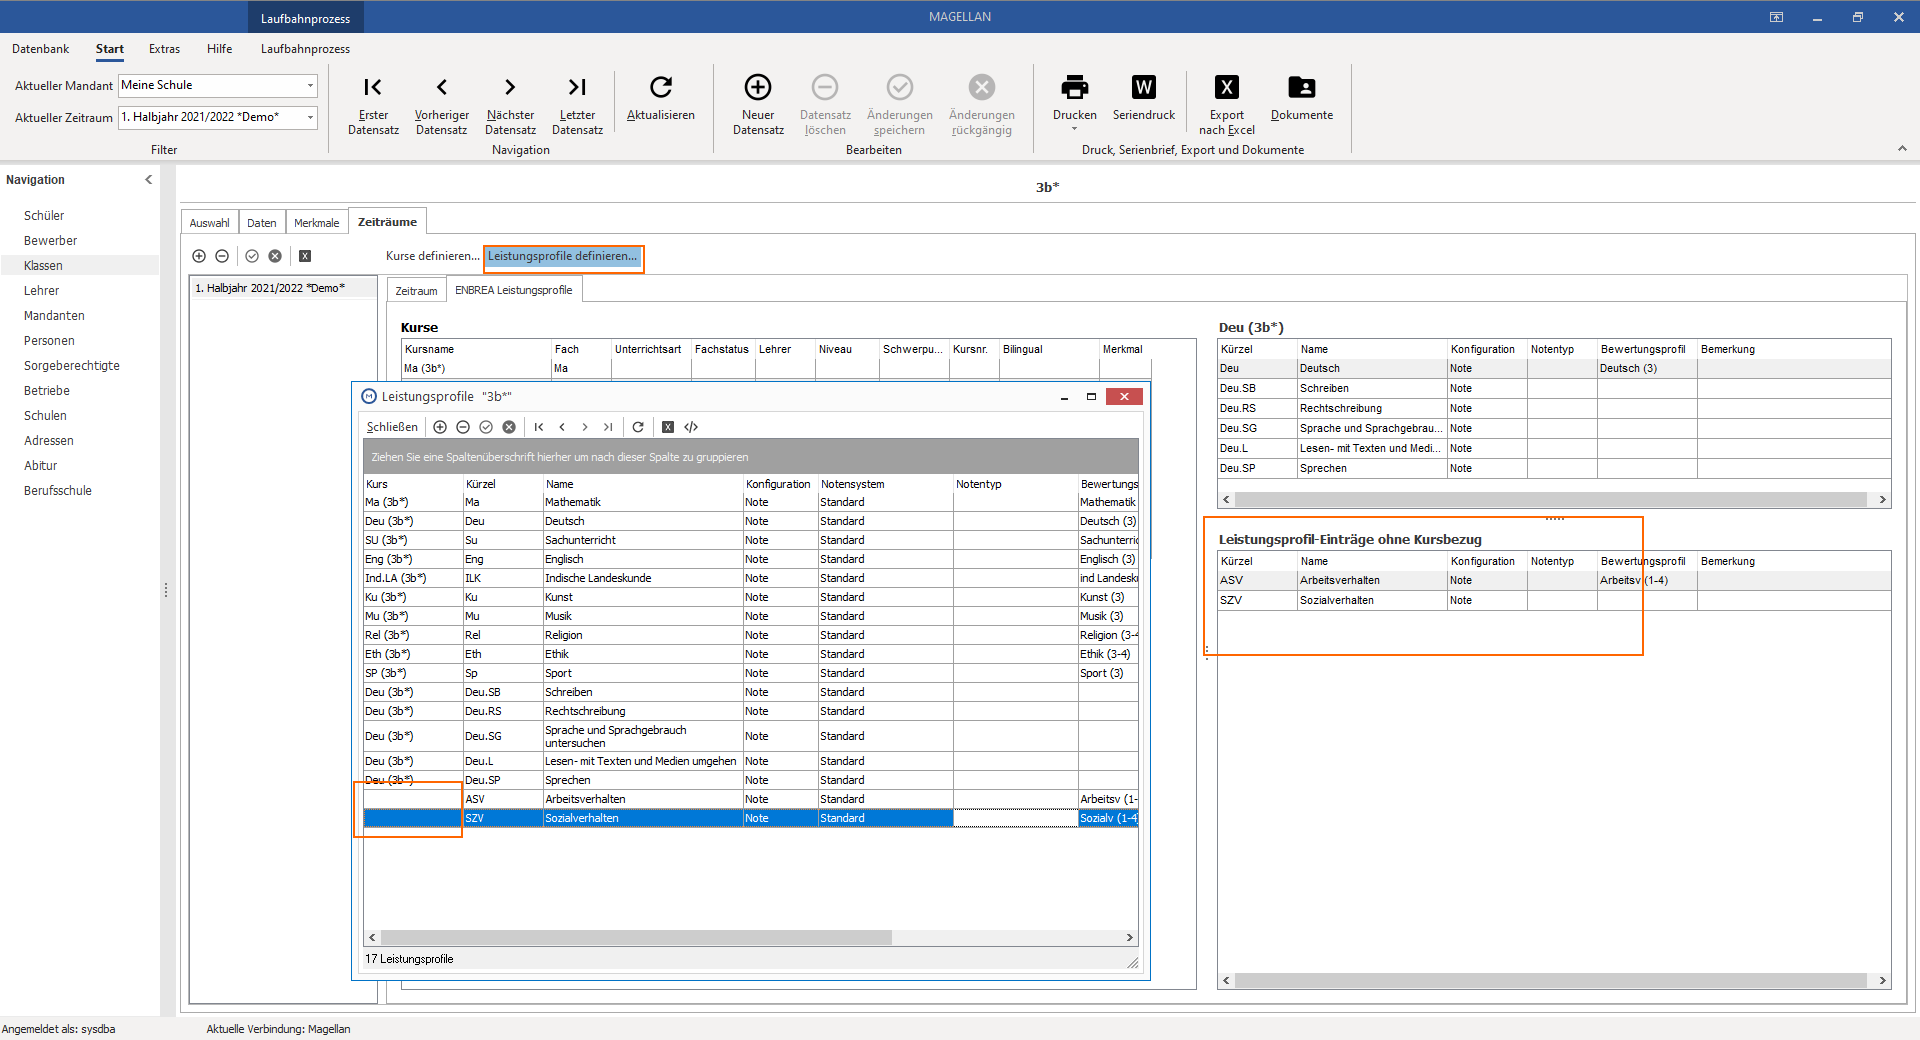 Laufbahnprozess
MAGELLAN
Datenbank Start Extras Hilfe Laufbahnprozess
Aktueller Mandant Meine Schule
Aktueller Zeitraum 1. Halbjahr 2021/2022 *Demo*
Filter
Erster Datensatz
Vorheriger Datensatz
Nächster Datensatz
Letzter Datensatz
Aktualisieren
Navigation
Neuer Datensatz
Datensatz löschen
Änderungen speichern
Änderungen rückgängig
Bearbeiten
Drucken
W
Seriendruck
X
Export nach Excel
Dokumente
Druck, Serienbrief, Export und Dokumente
Navigation
Schüler
Bewerber
Klassen
Lehrer
Mandanten
Personen
Sorgeberechtigte
Betriebe
Schulen
Adressen
Abitur
Berufsschule
3b*
Auswahl Daten Merkmale Zeiträume
Kurse definieren... Leistungsprofile definieren...
1. Halbjahr 2021/2022 *Demo*
Zeitraum ENBREA Leistungsprofile
Kurse
Kursname Fach Unterrichtsart Fachstatus Lehrer Niveau Schwerpu... Kursnr. Bilingual Merkmal
Ma (3b*) Ma
Leistungsprofile "3b*"
Schließen
Ziehen Sie eine Spaltenüberschrift hierher um nach dieser Spalte zu gruppieren
Kurs Kürzel Name Konfiguration Notensystem Notentyp Bewertungs
Ma (3b*) Ma Mathematik Note Standard Mathematik
Deu (3b*) Deu Deutsch Note Standard Deutsch (3)
SU (3b*) Su Sachunterricht Note Standard Sachunterric
Eng (3b*) Eng Englisch Note Standard Englisch (3)
Ind.LA (3b*) ILK Indische Landeskunde Note Standard ind Landesku
Ku (3b*) Ku Kunst Note Standard Kunst (3)
Mu (3b*) Mu Musik Note Standard Musik (3)
Rel (3b*) Rel Religion Note Standard Religion (3-4
Eth (3b*) Eth Ethik Note Standard Ethik (3-4)
SP (3b*) Sp Sport Note Standard Sport (3)
Deu (3b*) Deu.SB Schreiben Note Standard
Deu (3b*) Deu.RS Rechtschreibung Note Standard
Deu (3b*) Deu.SG Sprache und Sprachgebrauch untersuchen Note Standard
Deu (3b*) Deu.L Lesen- mit Texten und Medien umgehen Note Standard
Deu (3b*) Deu.SP Sprechen Note Standard
ASV Arbeitsverhalten Note Standard Arbeitsv (1-
SZV Sozialverhalten Note Standard Sozialv (1-4
17 Leistungsprofile
Deu (3b*)
Kürzel Name Konfiguration Notentyp Bewertungsprofil Bemerkung
Deu Deutsch Note Deutsch (3)
Deu.SB Schreiben Note
Deu.RS Rechtschreibung Note
Deu.SG Sprache und Sprachgebrau... Note
Deu.L Lesen- mit Texten und Medi... Note
Deu.SP Sprechen Note
Leistungsprofil-Einträge ohne Kursbezug
Kürzel Name Konfiguration Notentyp Bewertungsprofil Bemerkung
ASV Arbeitsverhalten Note Arbeitsv (1-4)
SZV Sozialverhalten Note
Angemeldet als: sysdba Aktuelle Verbindung: Magellan